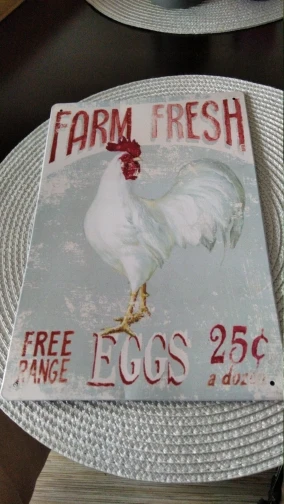 FARM FRESH
FREE RANGE
EGGS
25¢
a dozen